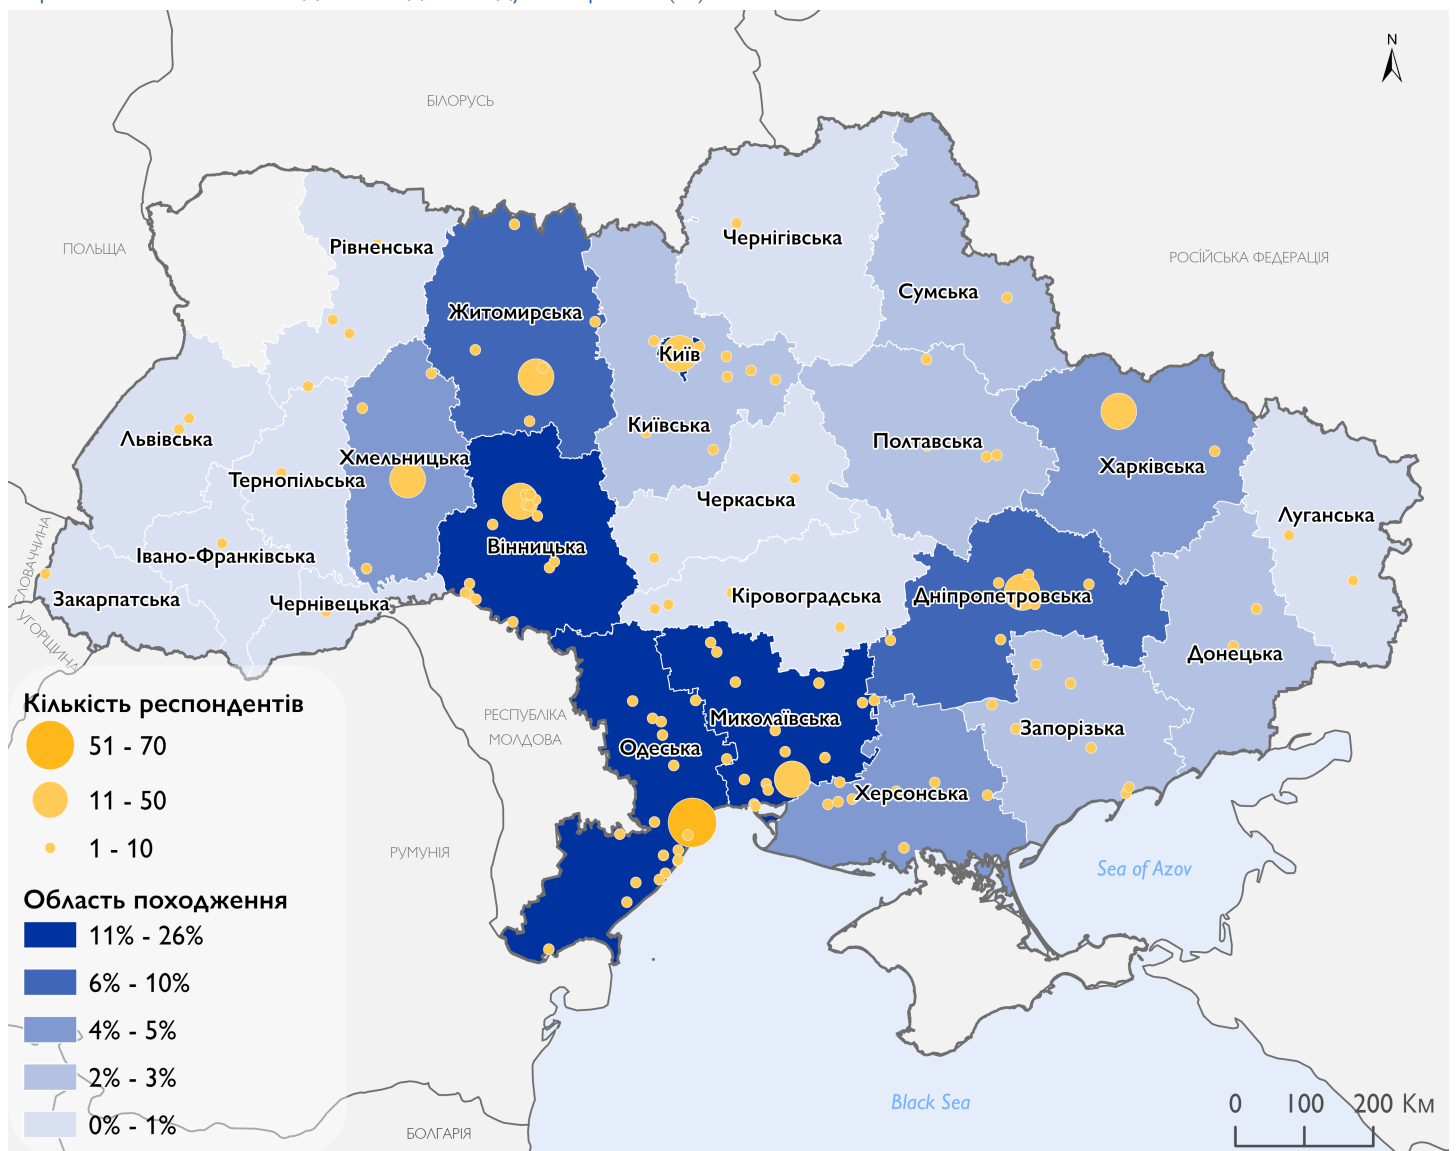 N
БІЛОРУСЬ
ПОЛЬЩА
РОСІЙСЬКА ФЕДЕРАЦІЯ
Рівненська
Чернігівська
Сумська
Житомирська
Київ
Київська
Львівська
Хмельницька
Тернопільська
Полтавська
Харківська
Черкаська
Луганська
Вінницька
Івано-Франківська
СЛОВАЧЧИНА
Закарпатська
Чернівецька
Кіровоградська
Дніпропетровська
УГОРЩИНА
Донецька
РЕСПУБЛІКА
МОЛДОВА
Миколаївська
Одеська
Запорізька
Херсонська
РУМУНІЯ
Sea of Azov
Black Sea
БОЛГАРІЯ
Кількість респондентів
51 - 70
11 - 50
1 - 10
Область походження
11% - 26%
6% - 10%
4% - 5%
2% - 3%
0% - 1%
0 100 200 Км